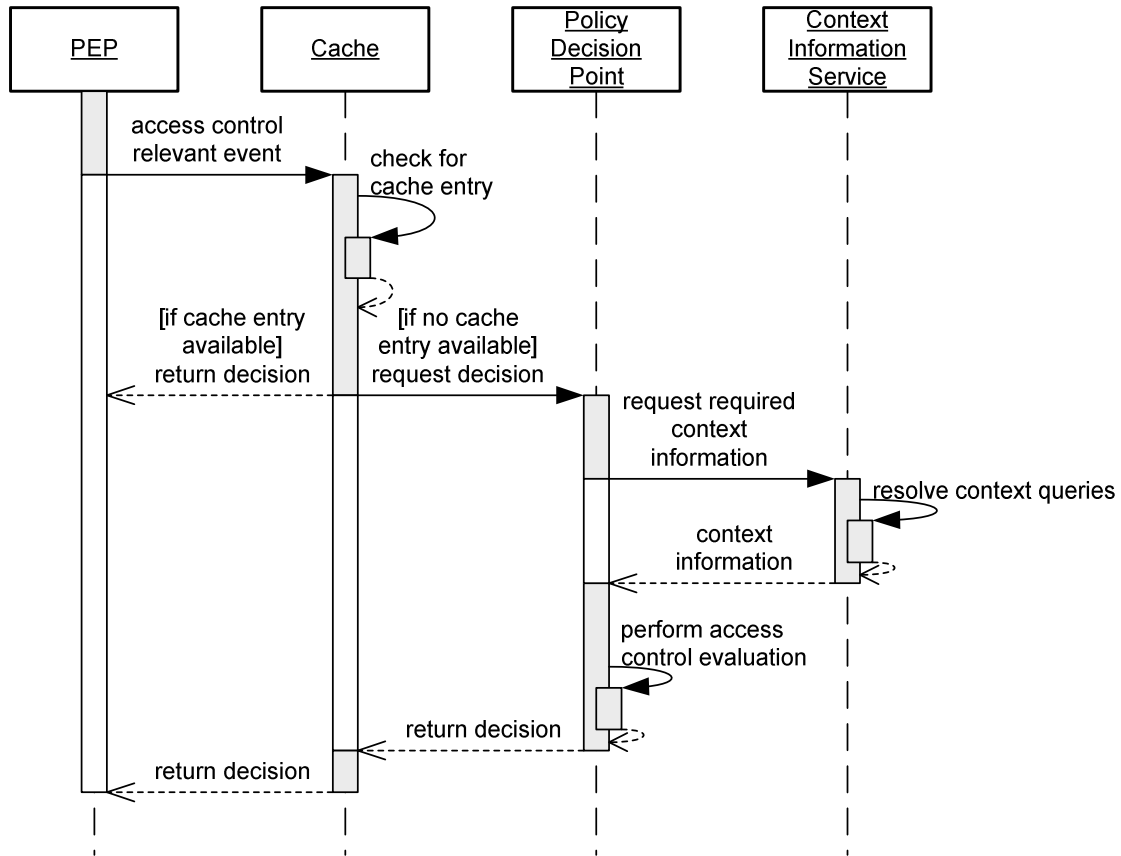 PEP
Cache
Policy
Decision
Point
Context
Information
Service
access control
relevant event
check for
cache entry
[if cache entry
available]
return decision
[if no cache
entry available]
request decision
request required
context
information
resolve context queries
context
information
perform access
control evaluation
return decision
return decision